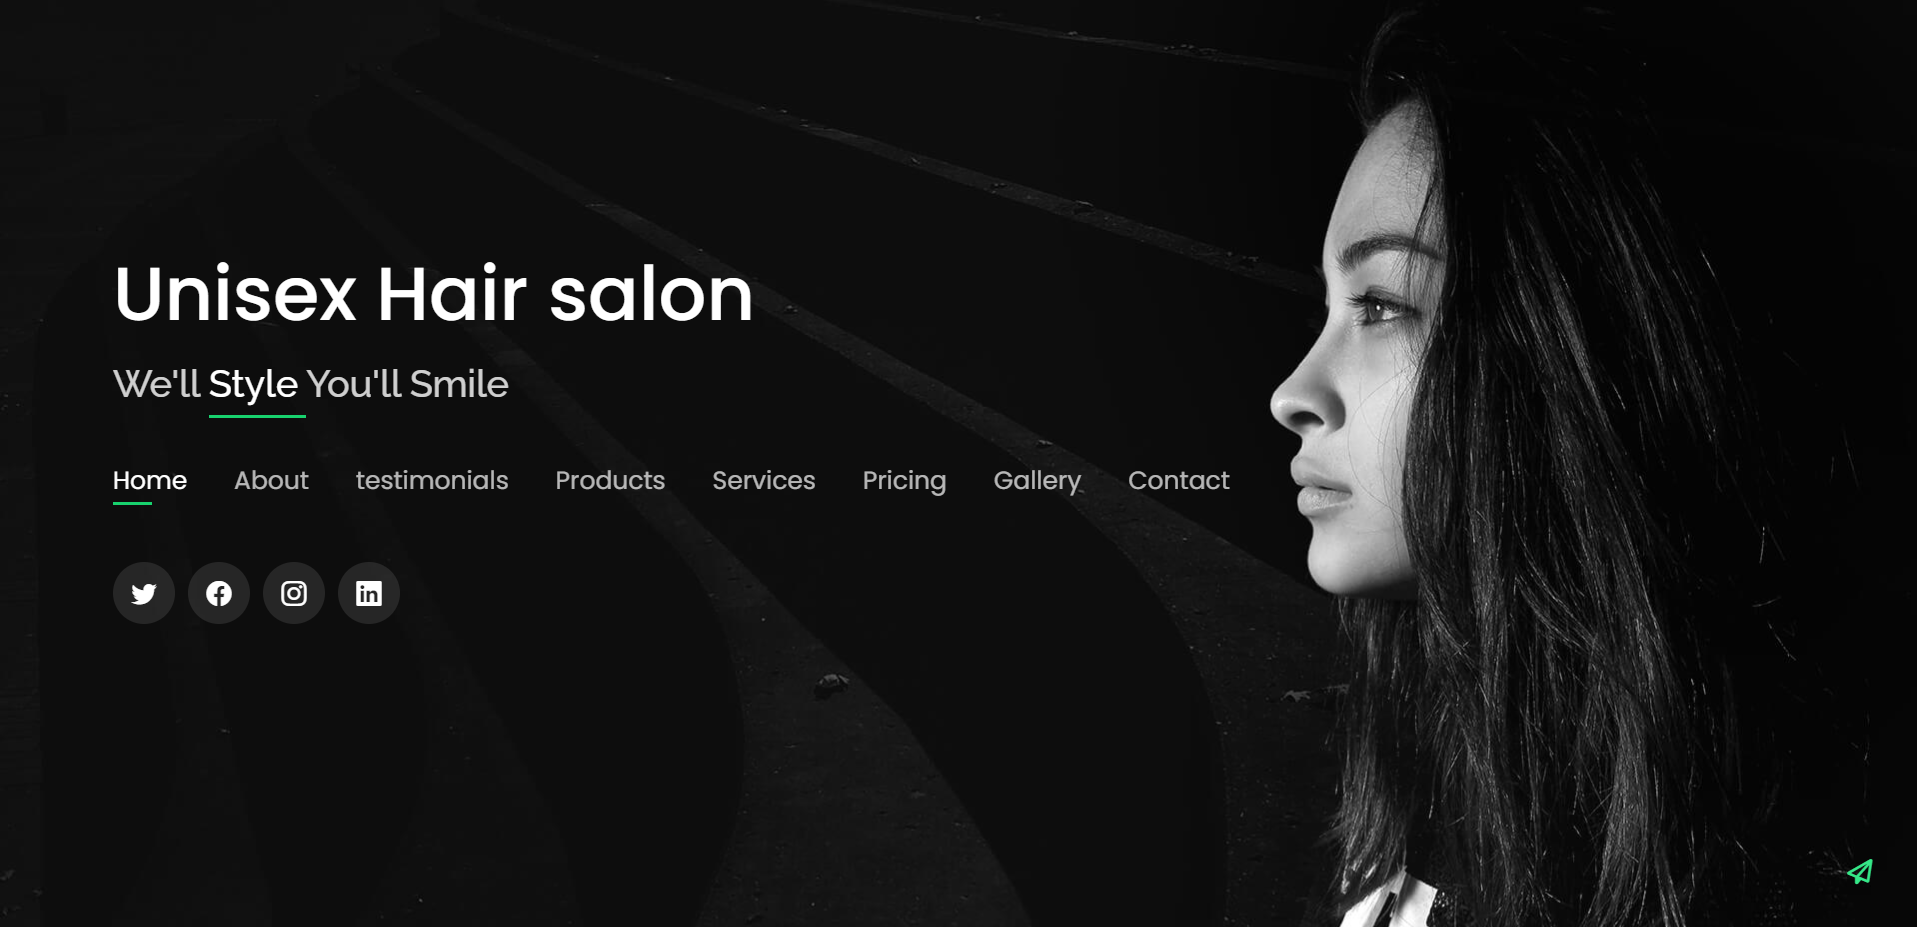 Unisex Hair salon
We'll Style You'll Smile
Home About testimonials Products Services Pricing Gallery Contact